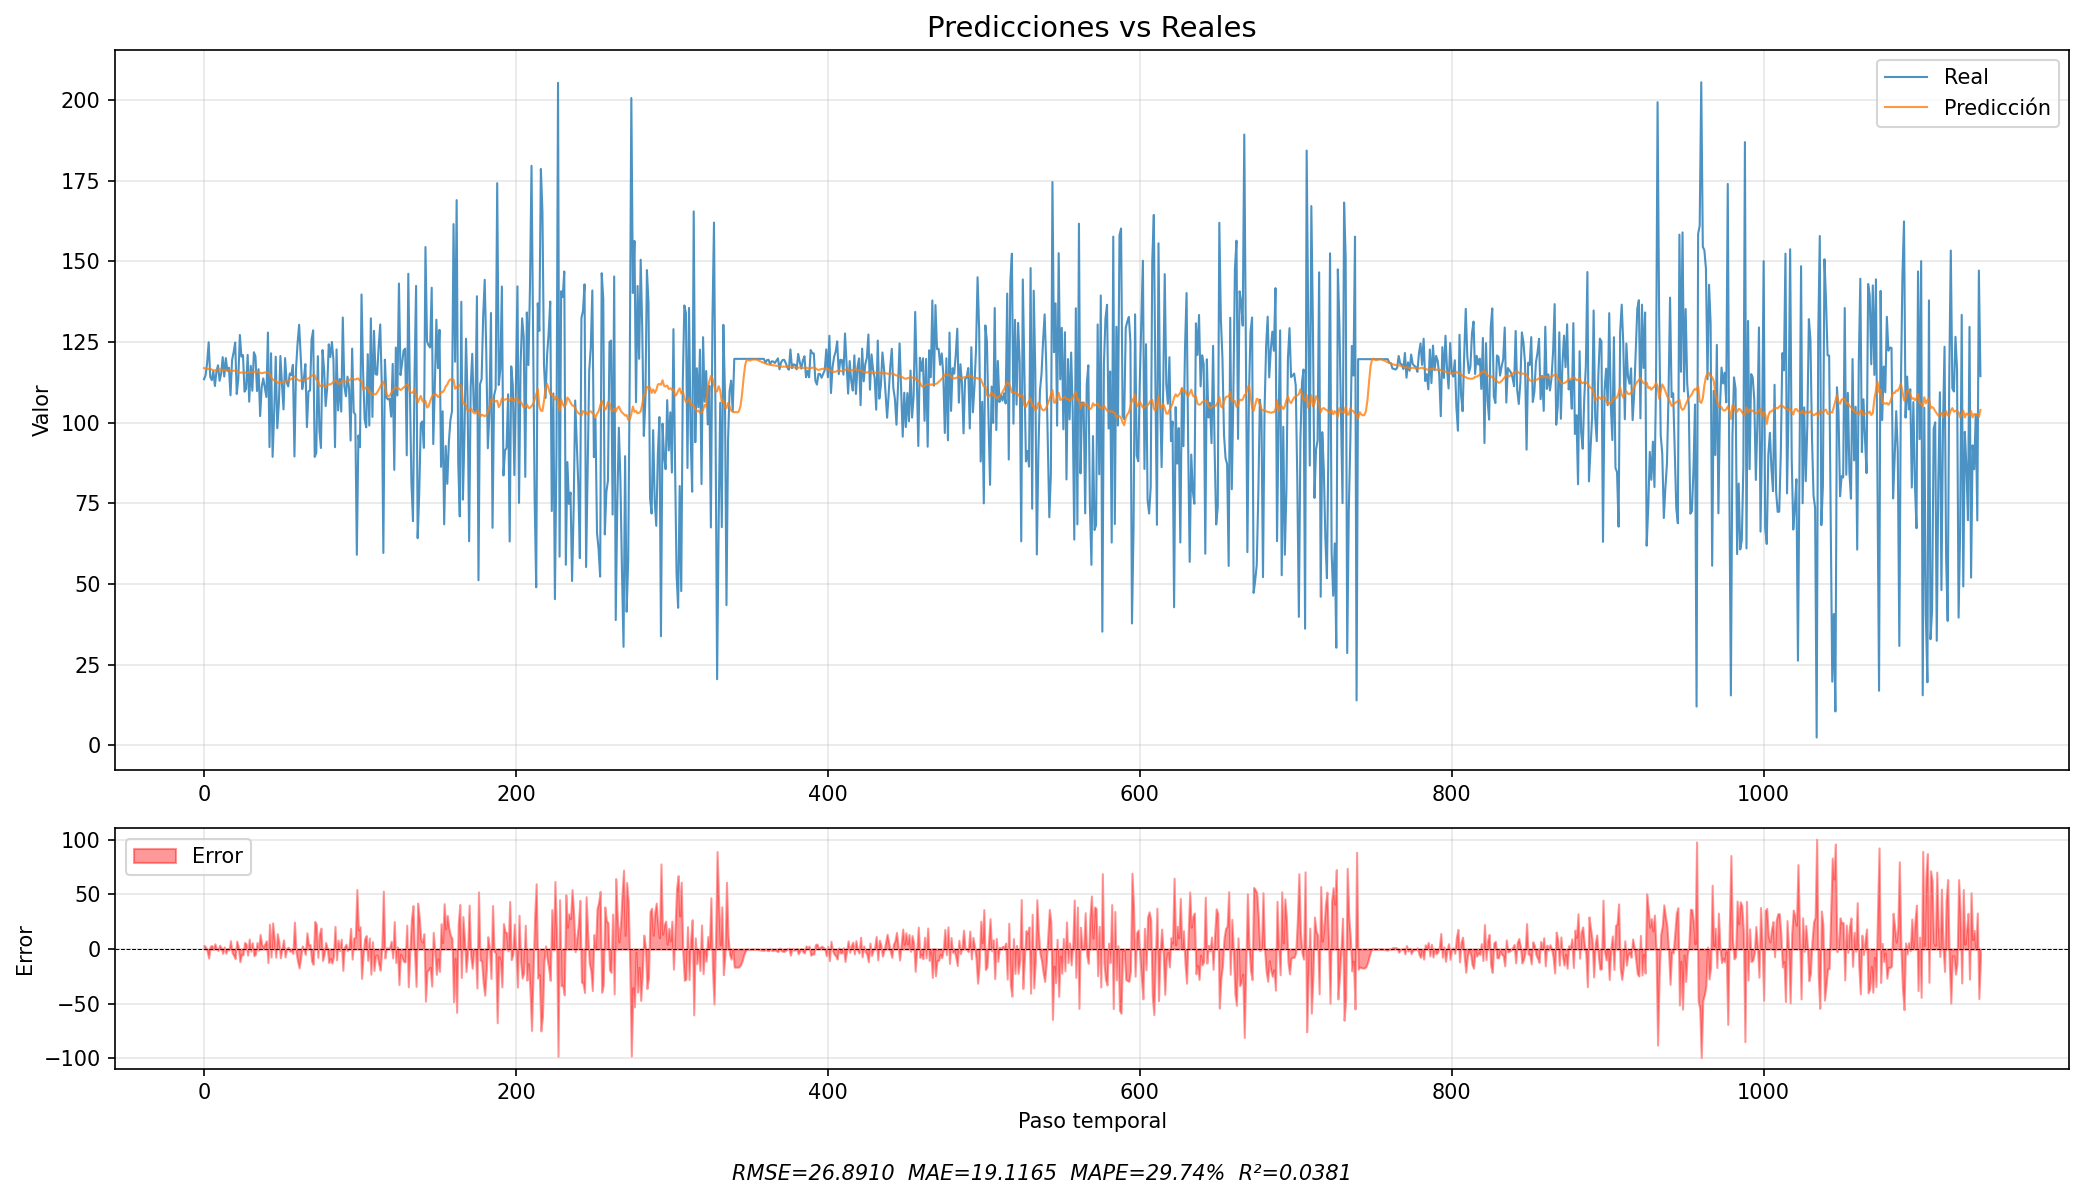 Predicciones vs Reales
Real
Predicción
Valor
200
175
150
125
100
75
50
25
0
0 200 400 600 800 1000
Error
Error
100
50
0
−50
−100
0 200 400 600 800 1000
Paso temporal
RMSE=26.8910 MAE=19.1165 MAPE=29.74% R²=0.0381